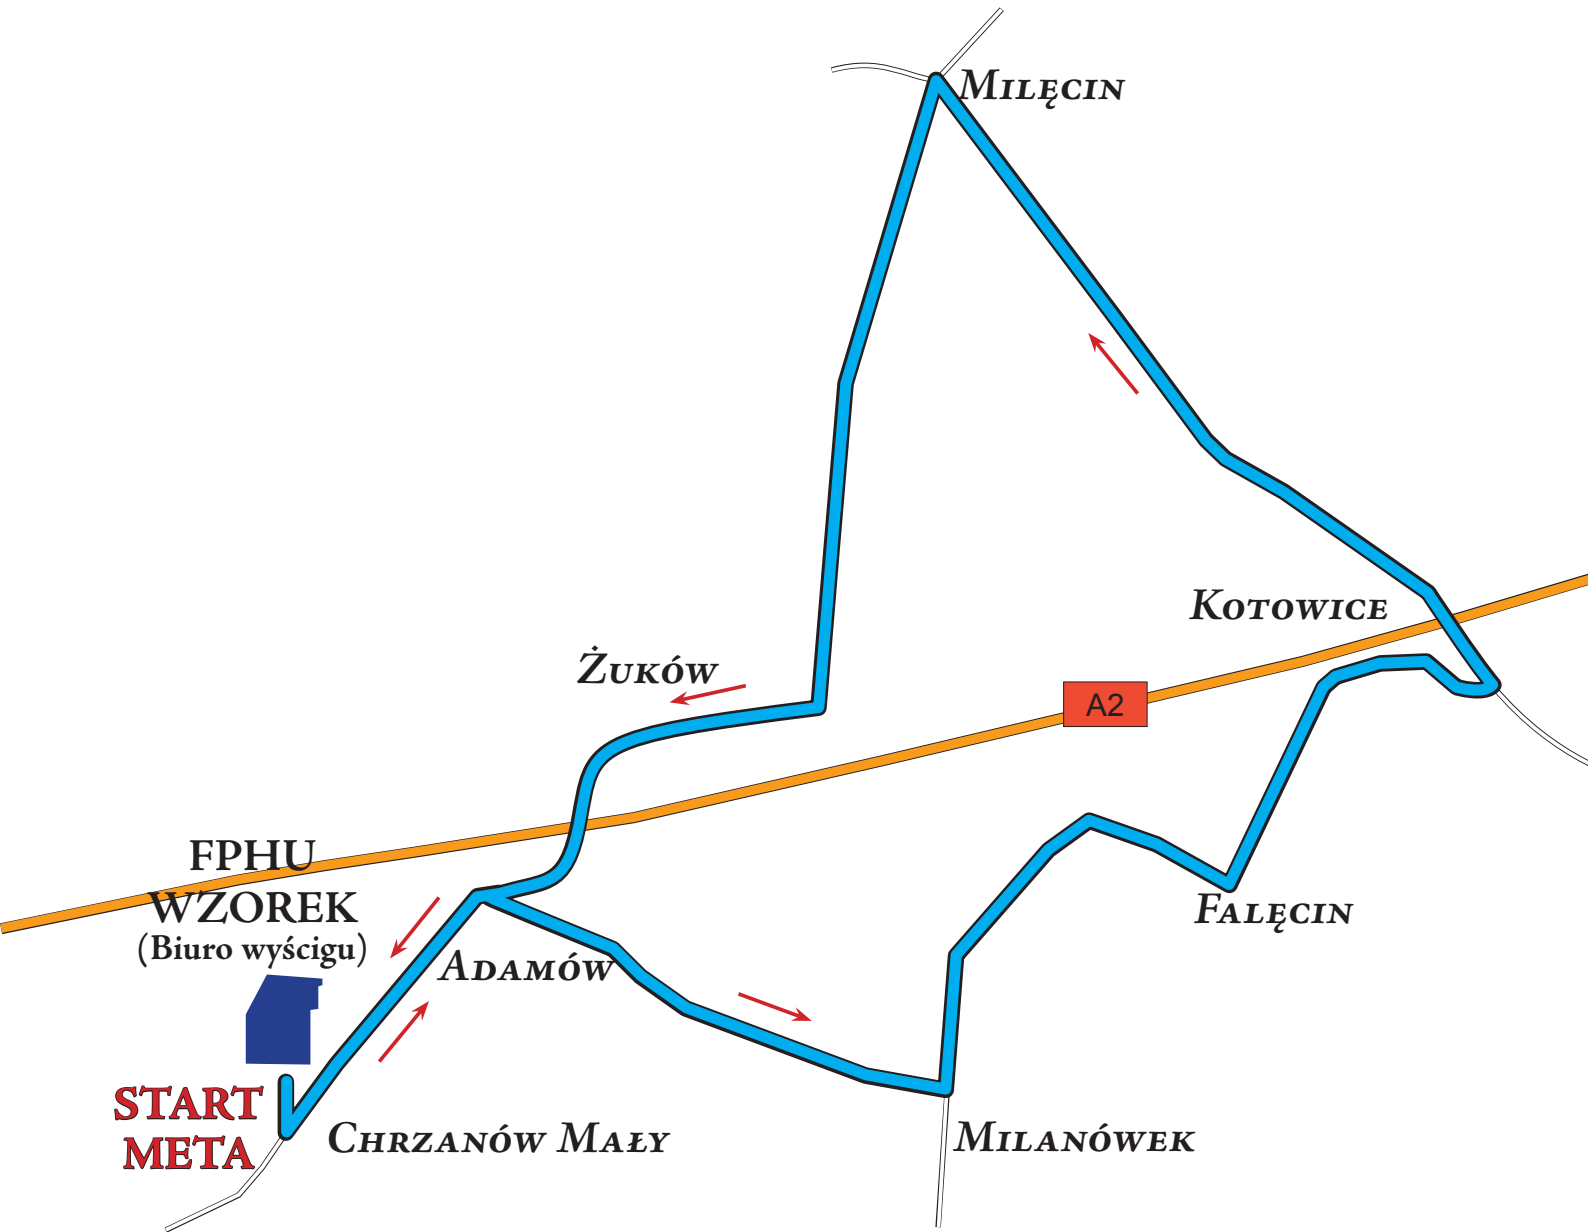 Milęcin
Kotowice
Żuków
A2
FPHU
WZOREK
(Biuro wyścigu)
Falęcin
Adamów
START
META
Chrzanów Mały
Milanówek